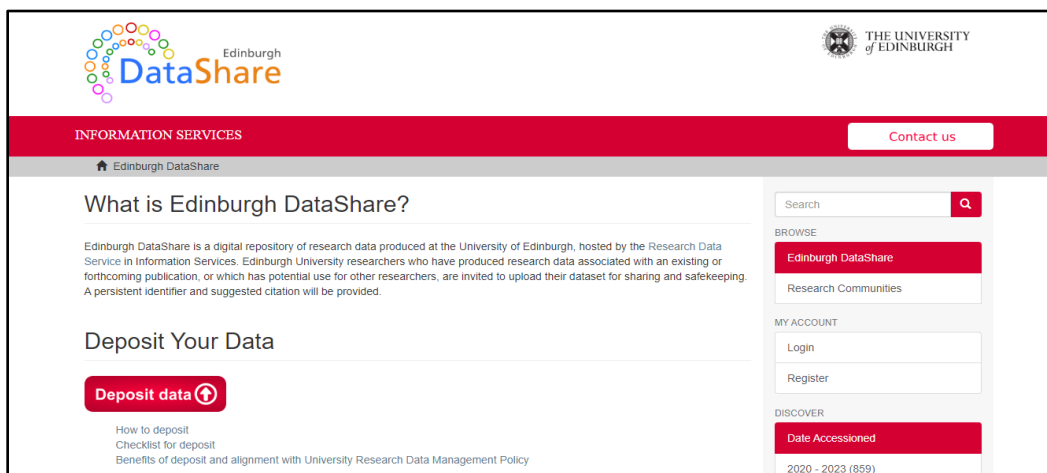 Edinburgh
DataShare
THE UNIVERSITY
of EDINBURGH
INFORMATION SERVICES
Contact us
Edinburgh DataShare
What is Edinburgh DataShare?
Edinburgh DataShare is a digital repository of research data produced at the University of Edinburgh, hosted by the Research Data
Service in Information Services. Edinburgh University researchers who have produced research data associated with an existing or
forthcoming publication, or which has potential use for other researchers, are invited to upload their dataset for sharing and safekeeping.
A persistent identifier and suggested citation will be provided.
Deposit Your Data
Deposit data
How to deposit
Checklist for deposit
Benefits of deposit and alignment with University Research Data Management Policy
Search
BROWSE
Edinburgh DataShare
Research Communities
MY ACCOUNT
Login
Register
DISCOVER
Date Accessioned
2020 - 2023 (859)